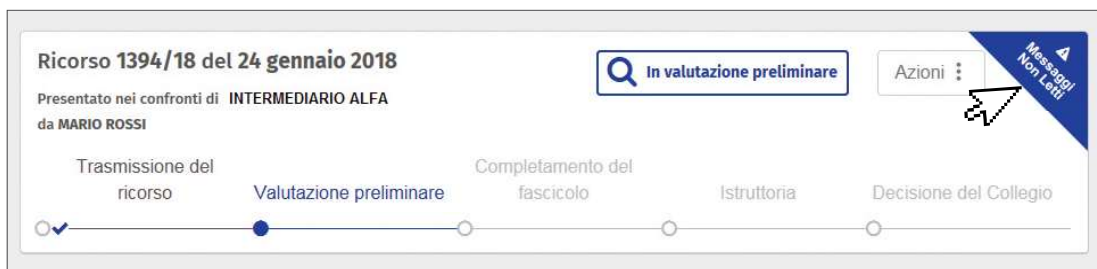 Ricorso 1394/18 del 24 gennaio 2018
In valutazione preliminare
Azioni
Messaggi
Non Letti
Presentato nei confronti di INTERMEDIARIO ALFA
da MARIO ROSSI
Trasmissione del
ricorso
Valutazione preliminare
Completamento del
fascicolo
Istruttoria
Decisione del Collegio